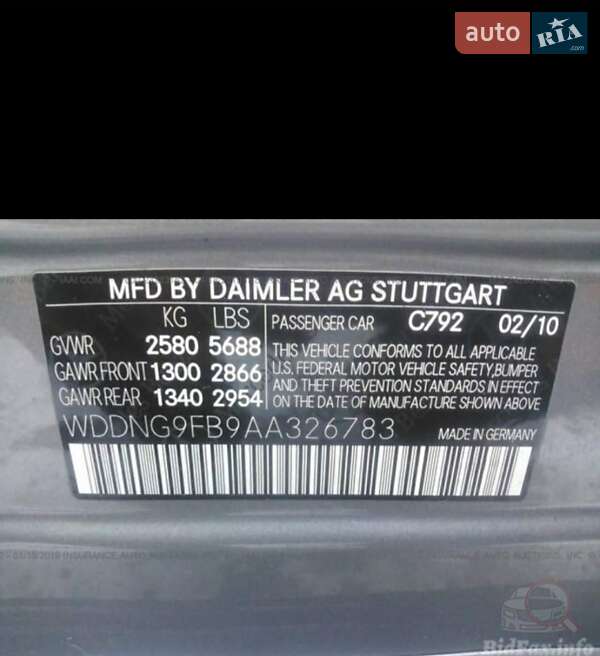 auto RIA .com
MFD BY DAIMLER AG STUTTGART
KG LBS PASSENGER CAR C792 02/10
GVWR 2580 5688 THIS VEHICLE CONFORMS TO ALL APPLICABLE
GAWR FRONT 1300 2866 U.S. FEDERAL MOTOR VEHICLE SAFETY,BUMPER
AND THEFT PREVENTION STANDARDS IN EFFECT
GAWR REAR 1340 2954 ON THE DATE OF MANUFACTURE SHOWN ABOVE
WDDNG9FB9AA326783 MADE IN GERMANY
BidFax.info